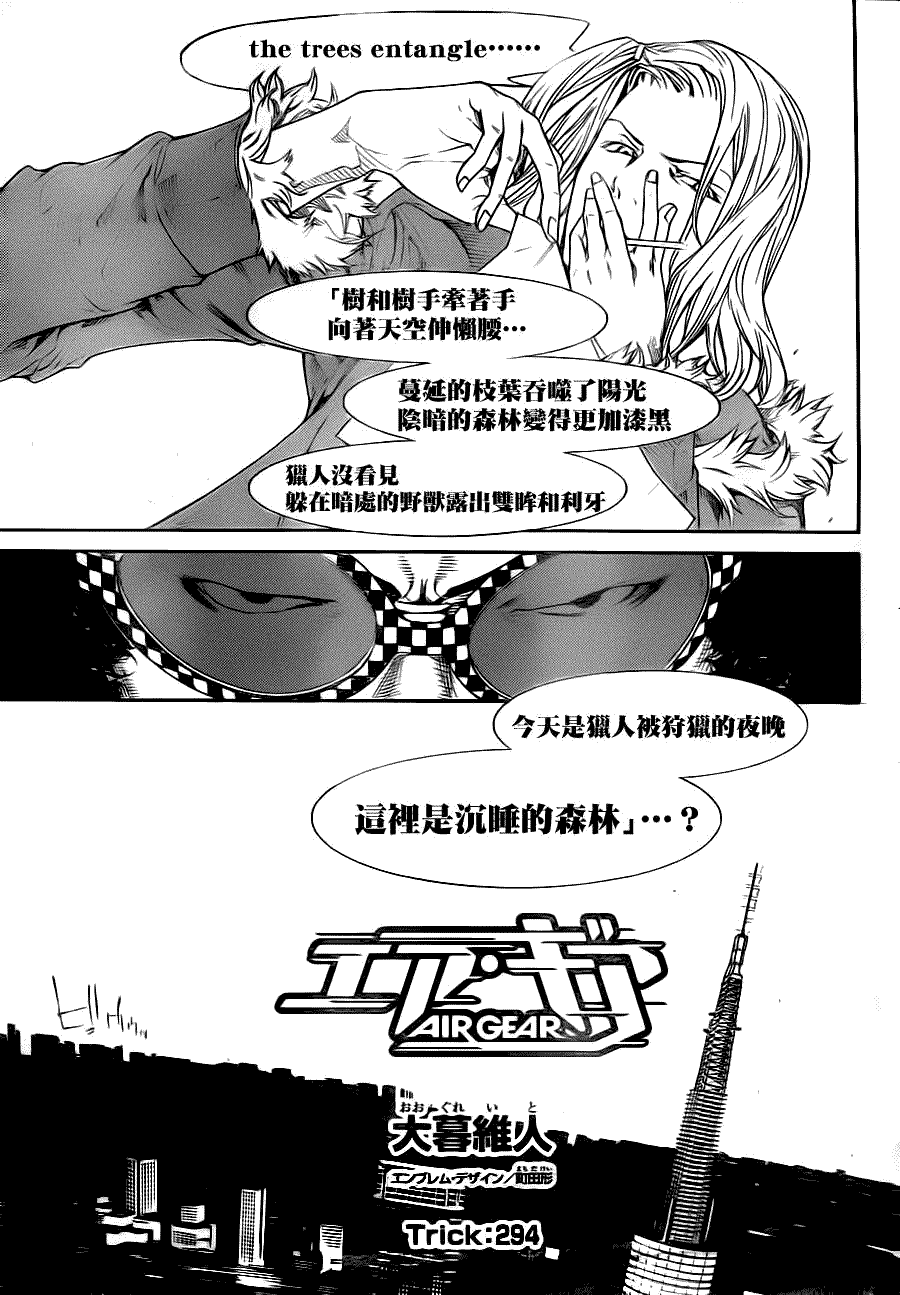 the trees entangle……
「樹和樹手牽著手
向著天空伸懶腰…
蔓延的枝葉吞噬了陽光
陰暗的森林變得更加漆黑
獵人沒看見
躲在暗處的野獸露出雙眸和利牙
今天是獵人被狩獵的夜晚
這裡是沉睡的森林」…？
エア・ギア
AIR GEAR
おおぐれ いと
大暮維人
エンブレム・デザイン/町田彰
Trick:294